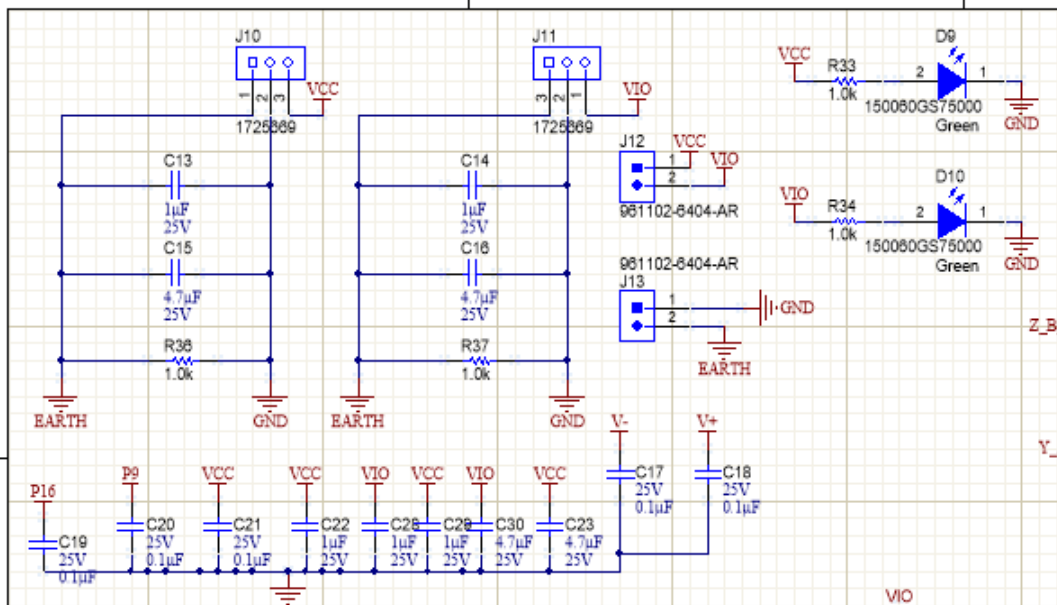 J10
1
2
3
VCC
1725669
J11
3
2
1
VIO
1725669
C13
1µF
25V
C15
4.7µF
25V
R36
1.0k
EARTH
GND
C14
1µF
25V
C16
4.7µF
25V
R37
1.0k
EARTH
GND
J12
1
2
VCC
VIO
961102-6404-AR
961102-6404-AR
J13
1
2
GND
EARTH
VCC
R33
1.0k
2
D9
1
150060GS75000
Green
GND
VIO
R34
1.0k
2
D10
1
150060GS75000
Green
GND
Z_B
Y_
V-
C17
25V
0.1µF
V+
C18
25V
0.1µF
P16
C19
25V
0.1µF
P9
C20
25V
0.1µF
VCC
C21
25V
0.1µF
VCC
C22
1µF
25V
VIO
C28
1µF
25V
VCC
C29
1µF
25V
VIO
C30
4.7µF
25V
VCC
C23
4.7µF
25V
VIO